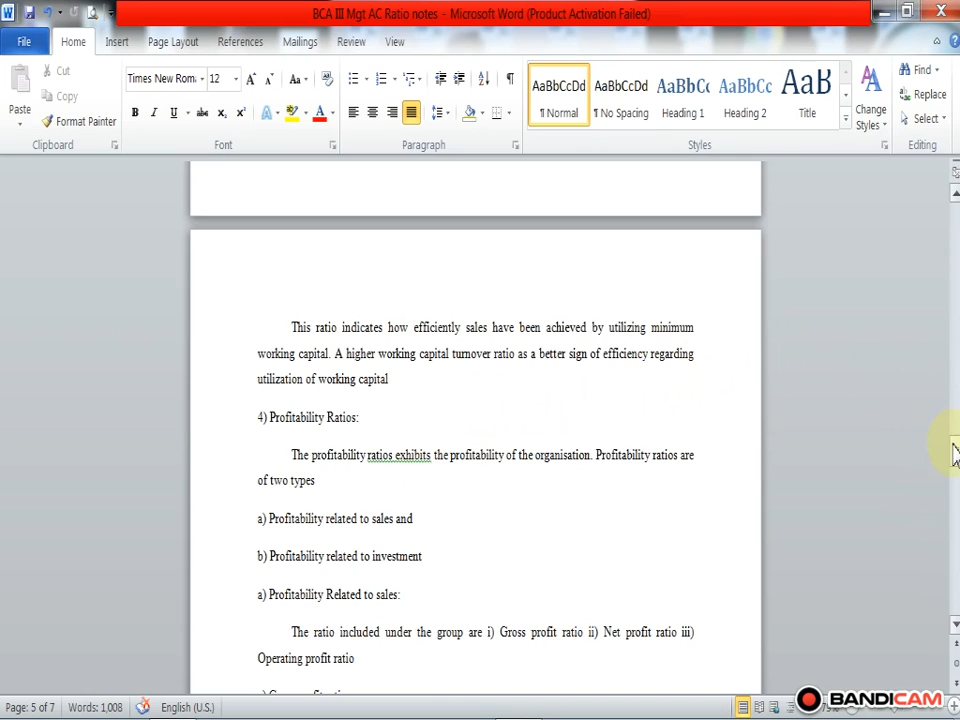 BCA III Mgt AC Ratio notes - Microsoft Word (Product Activation Failed)
File Home Insert Page Layout References Mailings Review View
Paste
Cut
Copy
Format Painter
Clipboard
Times New Rom 12
Font
Paragraph
AaBbCcDd AaBbCcDd AaBbCc AaBbCc AaB
¶ Normal ¶ No Spacing Heading 1 Heading 2 Title
Change
Styles
Styles
Find
Replace
Select
Editing
This ratio indicates how efficiently sales have been achieved by utilizing minimum
working capital. A higher working capital turnover ratio as a better sign of efficiency regarding
utilization of working capital
4) Profitability Ratios:
The profitability ratios exhibits the profitability of the organisation. Profitability ratios are
of two types
a) Profitability related to sales and
b) Profitability related to investment
a) Profitability Related to sales:
The ratio included under the group are i) Gross profit ratio ii) Net profit ratio iii)
Operating profit ratio
Page: 5 of 7 Words: 1,008 English (U.S.)
BANDICAM